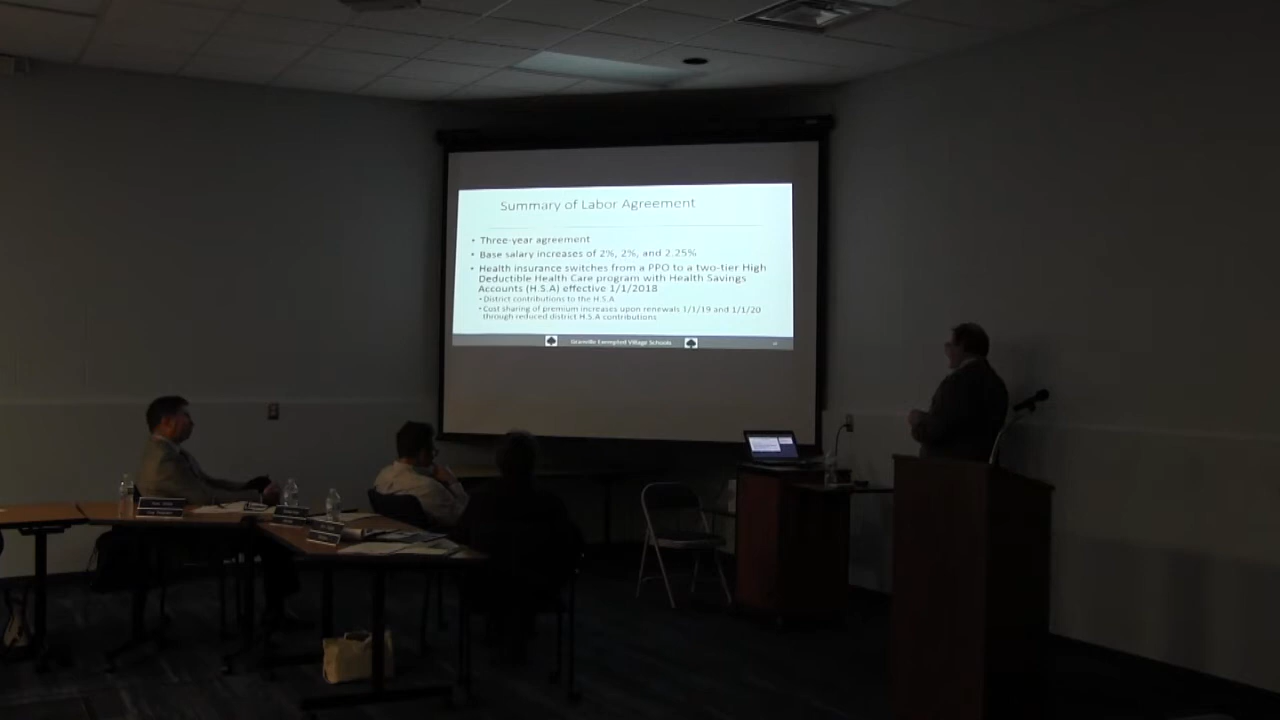 Summary of Labor Agreement
• Three-year agreement
• Base salary increases of 2%, 2%, and 2.25%
• Health insurance switches from a PPO to a two-tier High
Deductible Health Care program with Health Savings
Accounts (H.S.A) effective 1/1/2018
• District contributions to the H.S.A
• Cost sharing of premium increases upon renewals 1/1/19 and 1/1/20
through reduced district H.S.A contributions
Granville Exempted Village Schools